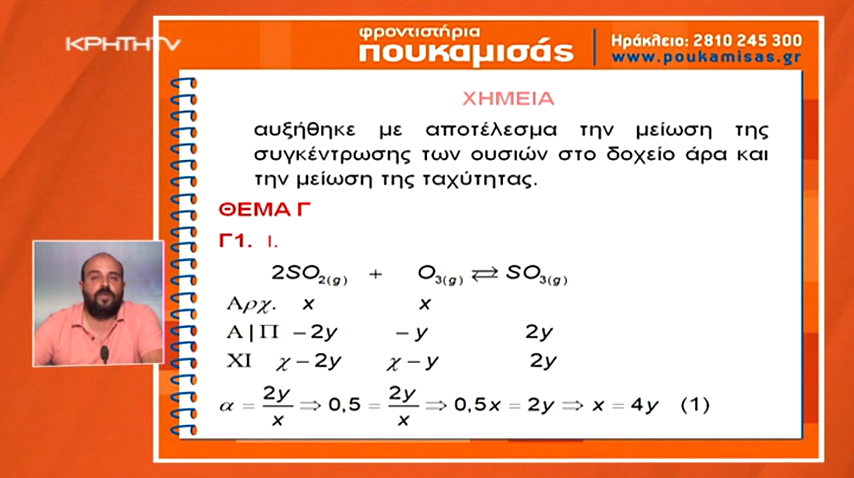 ΚΡΗΤΗTV
φροντιστήρια
πουκαμισάς
Ηράκλειο: 2810 245 300
www.poukamisas.gr
ΧΗΜΕΙΑ
αυξήθηκε με αποτέλεσμα την μείωση της
συγκέντρωσης των ουσιών στο δοχείο άρα και
την μείωση της ταχύτητας.
ΘΕΜΑ Γ
Γ1. Ι.
2SO2(g) + O3(g) ⇄ SO3(g)
Αρχ. x x
Α|Π −2y −y 2y
ΧΙ χ−2y χ−y 2y
α = 2y/x ⇒ 0,5 = 2y/x ⇒ 0,5x = 2y ⇒ x = 4y (1)